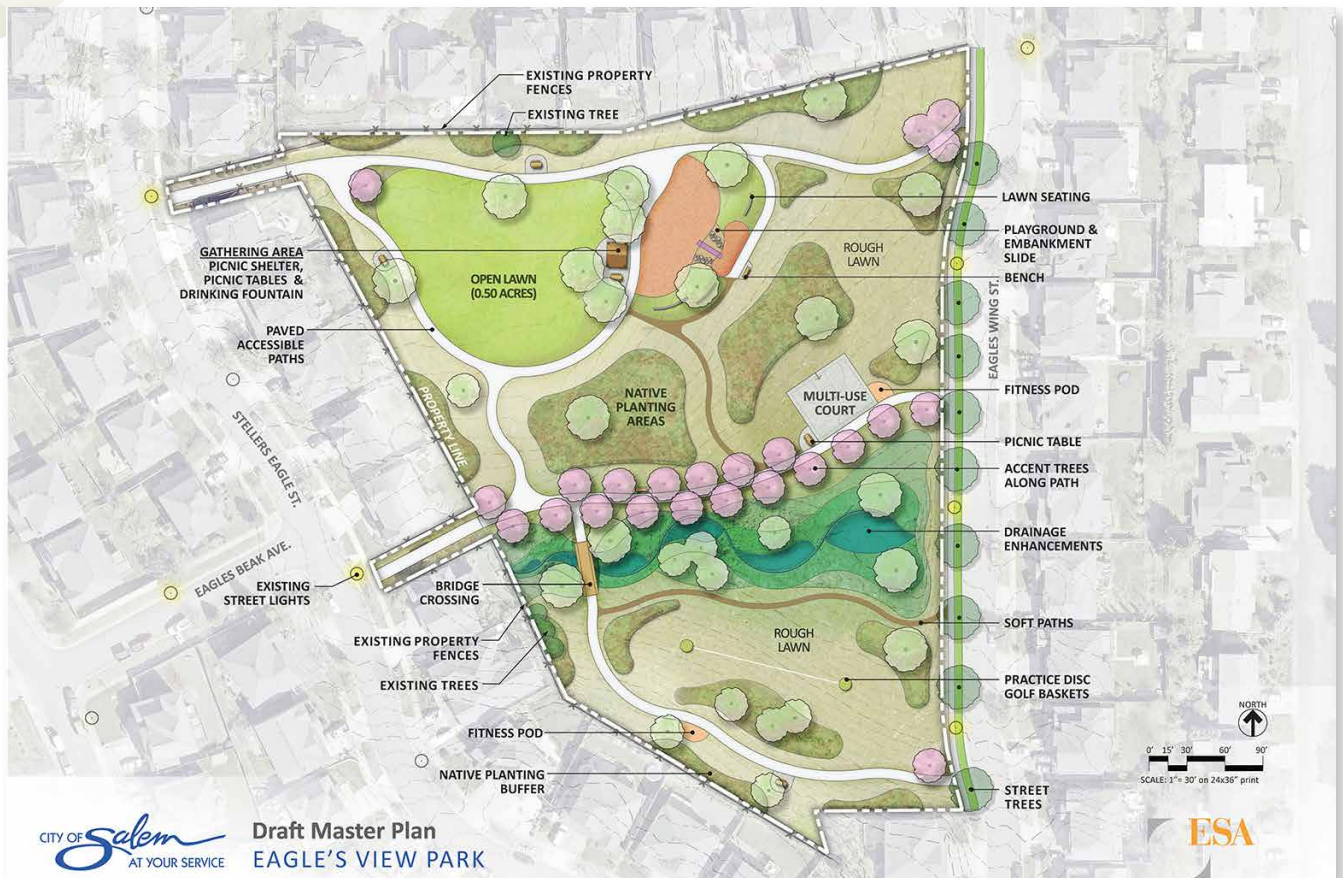 EXISTING PROPERTY
FENCES
EXISTING TREE
LAWN SEATING
PLAYGROUND &
EMBANKMENT
SLIDE
BENCH
GATHERING AREA
PICNIC SHELTER,
PICNIC TABLES &
DRINKING FOUNTAIN
OPEN LAWN
(0.50 ACRES)
ROUGH
LAWN
EAGLES WING ST.
PAVED
ACCESSIBLE
PATHS
PROPERTY LINE
NATIVE
PLANTING
AREAS
MULTI-USE
COURT
FITNESS POD
PICNIC TABLE
ACCENT TREES
ALONG PATH
STELLERS EAGLE ST.
EAGLES BEAK AVE.
DRAINAGE
ENHANCEMENTS
EXISTING
STREET LIGHTS
BRIDGE
CROSSING
SOFT PATHS
EXISTING PROPERTY
FENCES
ROUGH
LAWN
EXISTING TREES
PRACTICE DISC
GOLF BASKETS
FITNESS POD
NATIVE PLANTING
BUFFER
NORTH
0' 15' 30' 60' 90'
SCALE: 1"= 30' on 24x36" print
STREET
TREES
CITY OF Salem
AT YOUR SERVICE
Draft Master Plan
EAGLE'S VIEW PARK
ESA